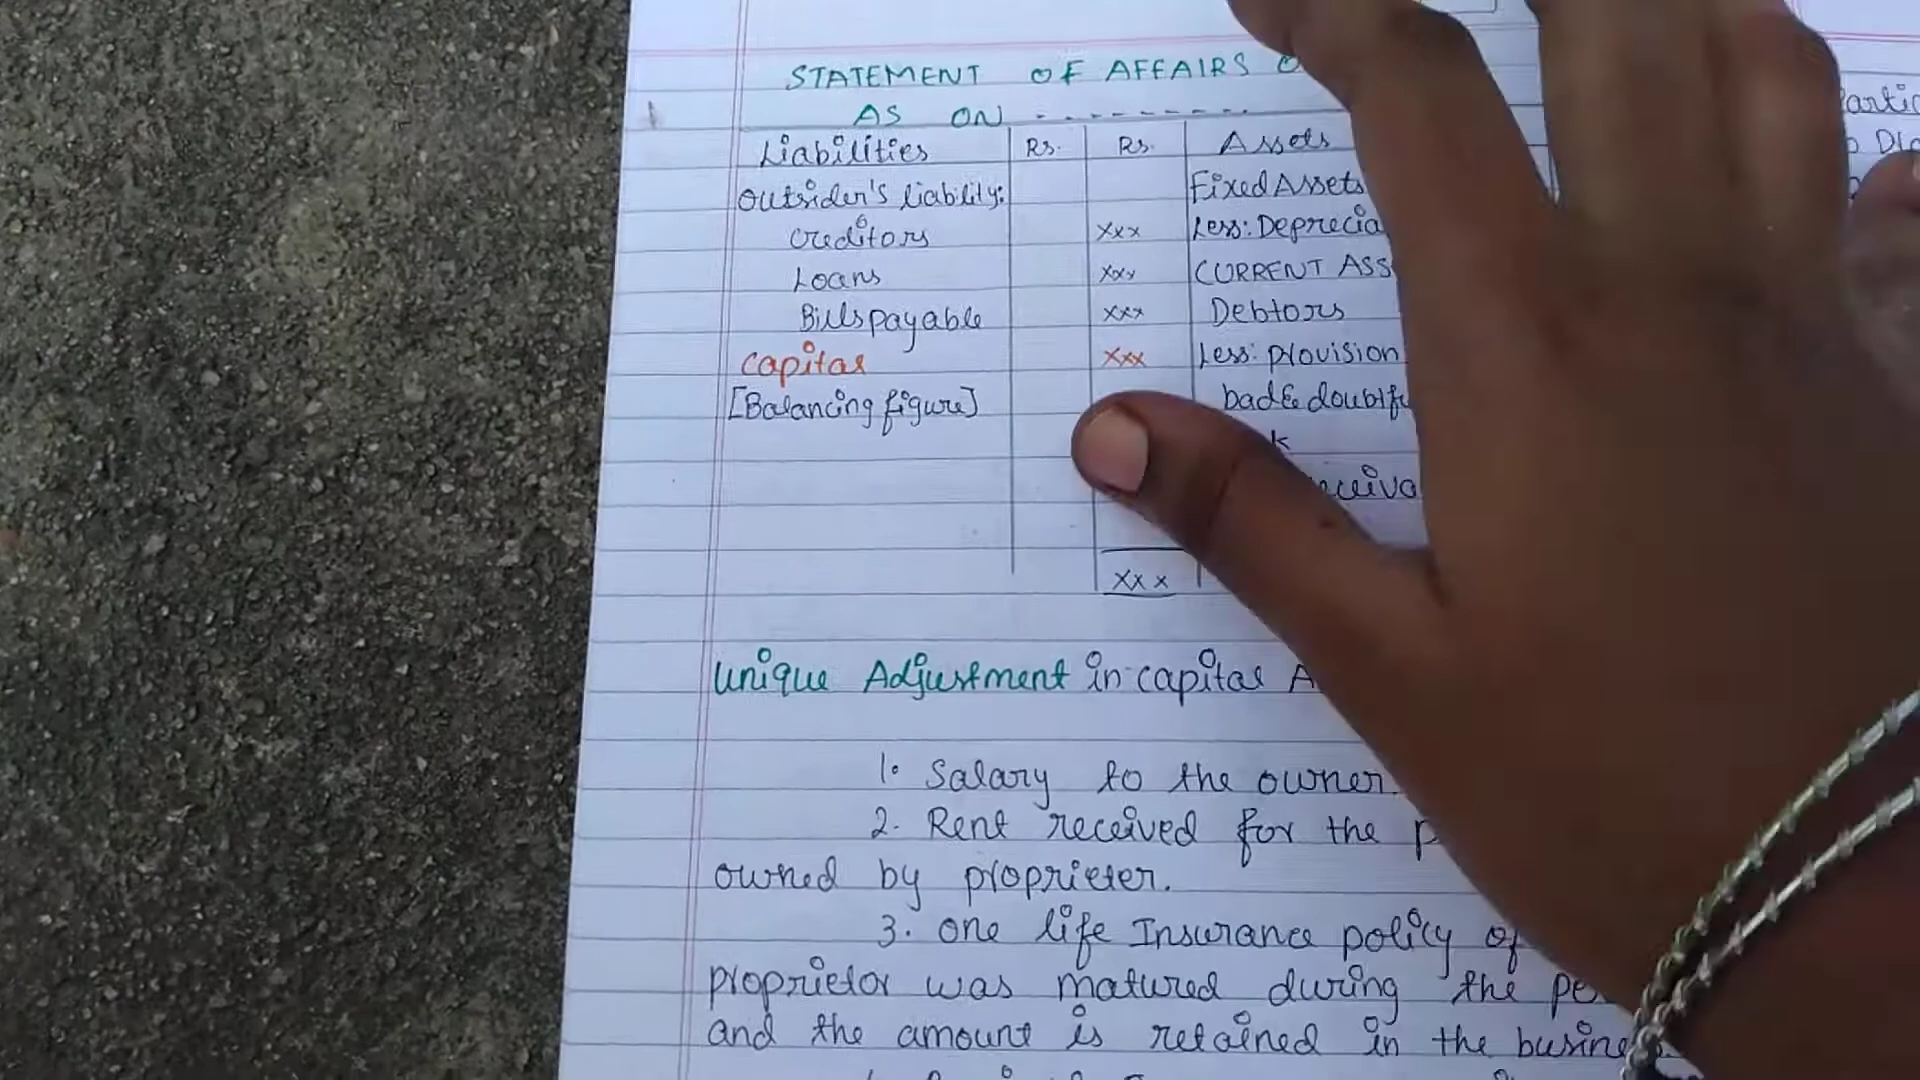 STATEMENT OF AFFAIRS
AS ON ---------
Liabilities Rs. Rs. Assets
Outsider's liability: Fixed Assets
Creditors xxx Less: Deprecia
Loans xxx CURRENT ASS
Bills payable xxx Debtors
Capital xxx Less: provision
[Balancing figure] bad & doubtfu
k
ceiva
xxx
Unique Adjustment in capital A
1. Salary to the owner.
2. Rent received for the p
owned by proprieter.
3. One life Insurance policy of
proprietor was matured during the pe
and the amount is retained in the busine
Partic